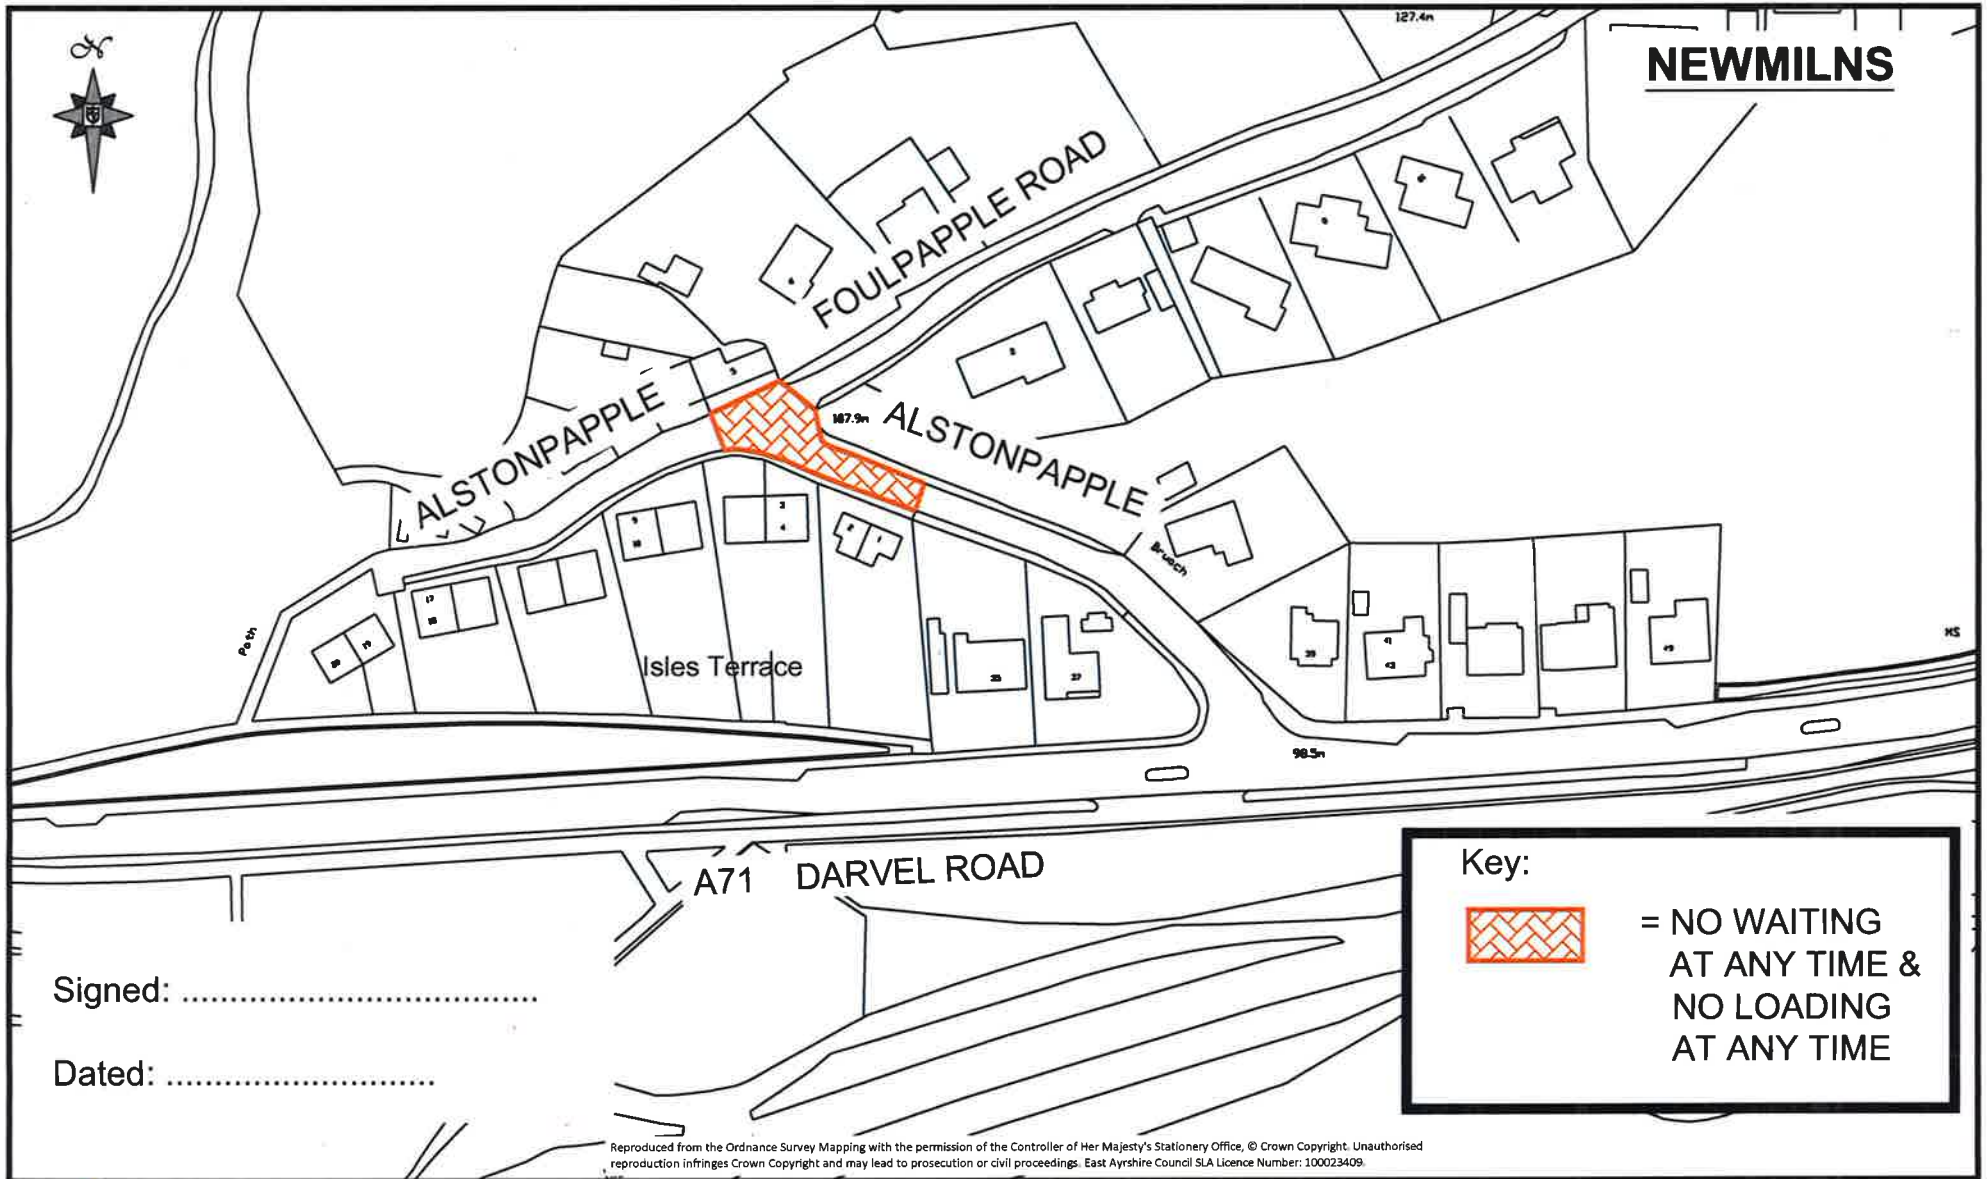 N
127.4m
NEWMILNS
FOULPAPPLE ROAD
ALSTONPAPPLE
107.9m
ALSTONPAPPLE
Bruach
Path
Isles Terrace
MS
98.5m
A71 DARVEL ROAD
Key:
= NO WAITING
AT ANY TIME &
NO LOADING
AT ANY TIME
Signed: ......................................
Dated: .............................
Reproduced from the Ordnance Survey Mapping with the permission of the Controller of Her Majesty's Stationery Office, © Crown Copyright. Unauthorised
reproduction infringes Crown Copyright and may lead to prosecution or civil proceedings. East Ayrshire Council SLA Licence Number: 100023409.